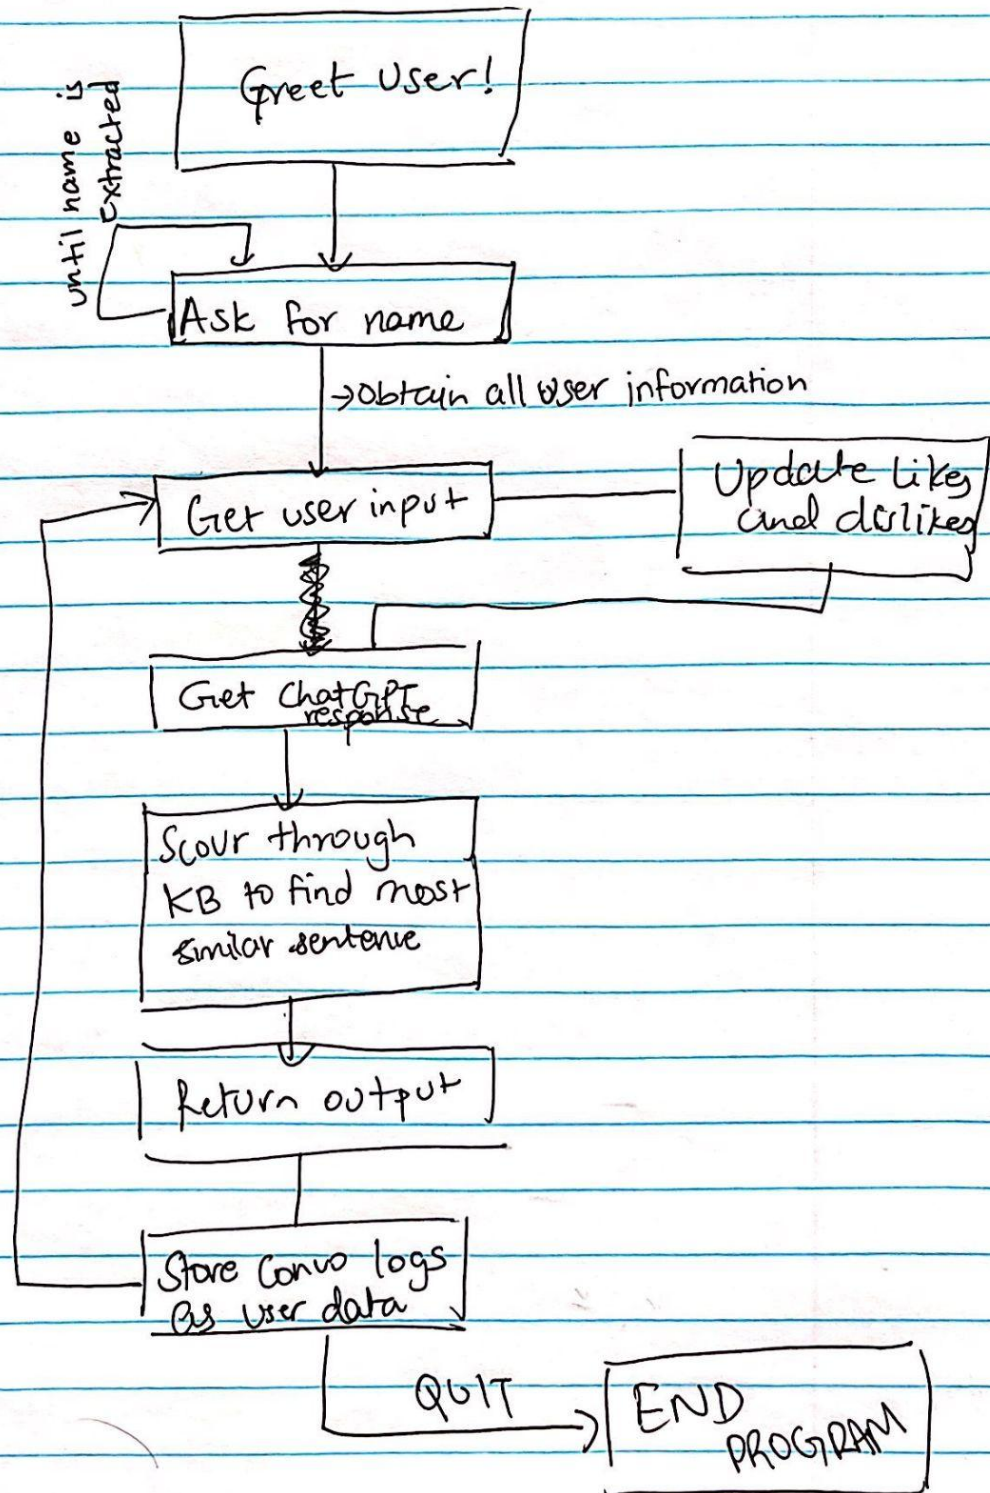 Greet User!
until name is
extracted
Ask for name
→Obtain all user information
Get user input
Update likes
and dislikes
Get ChatGPT
response
Scour through
KB to find most
similar sentence
Return output
Store Convo logs
as user data
QUIT
END
PROGRAM